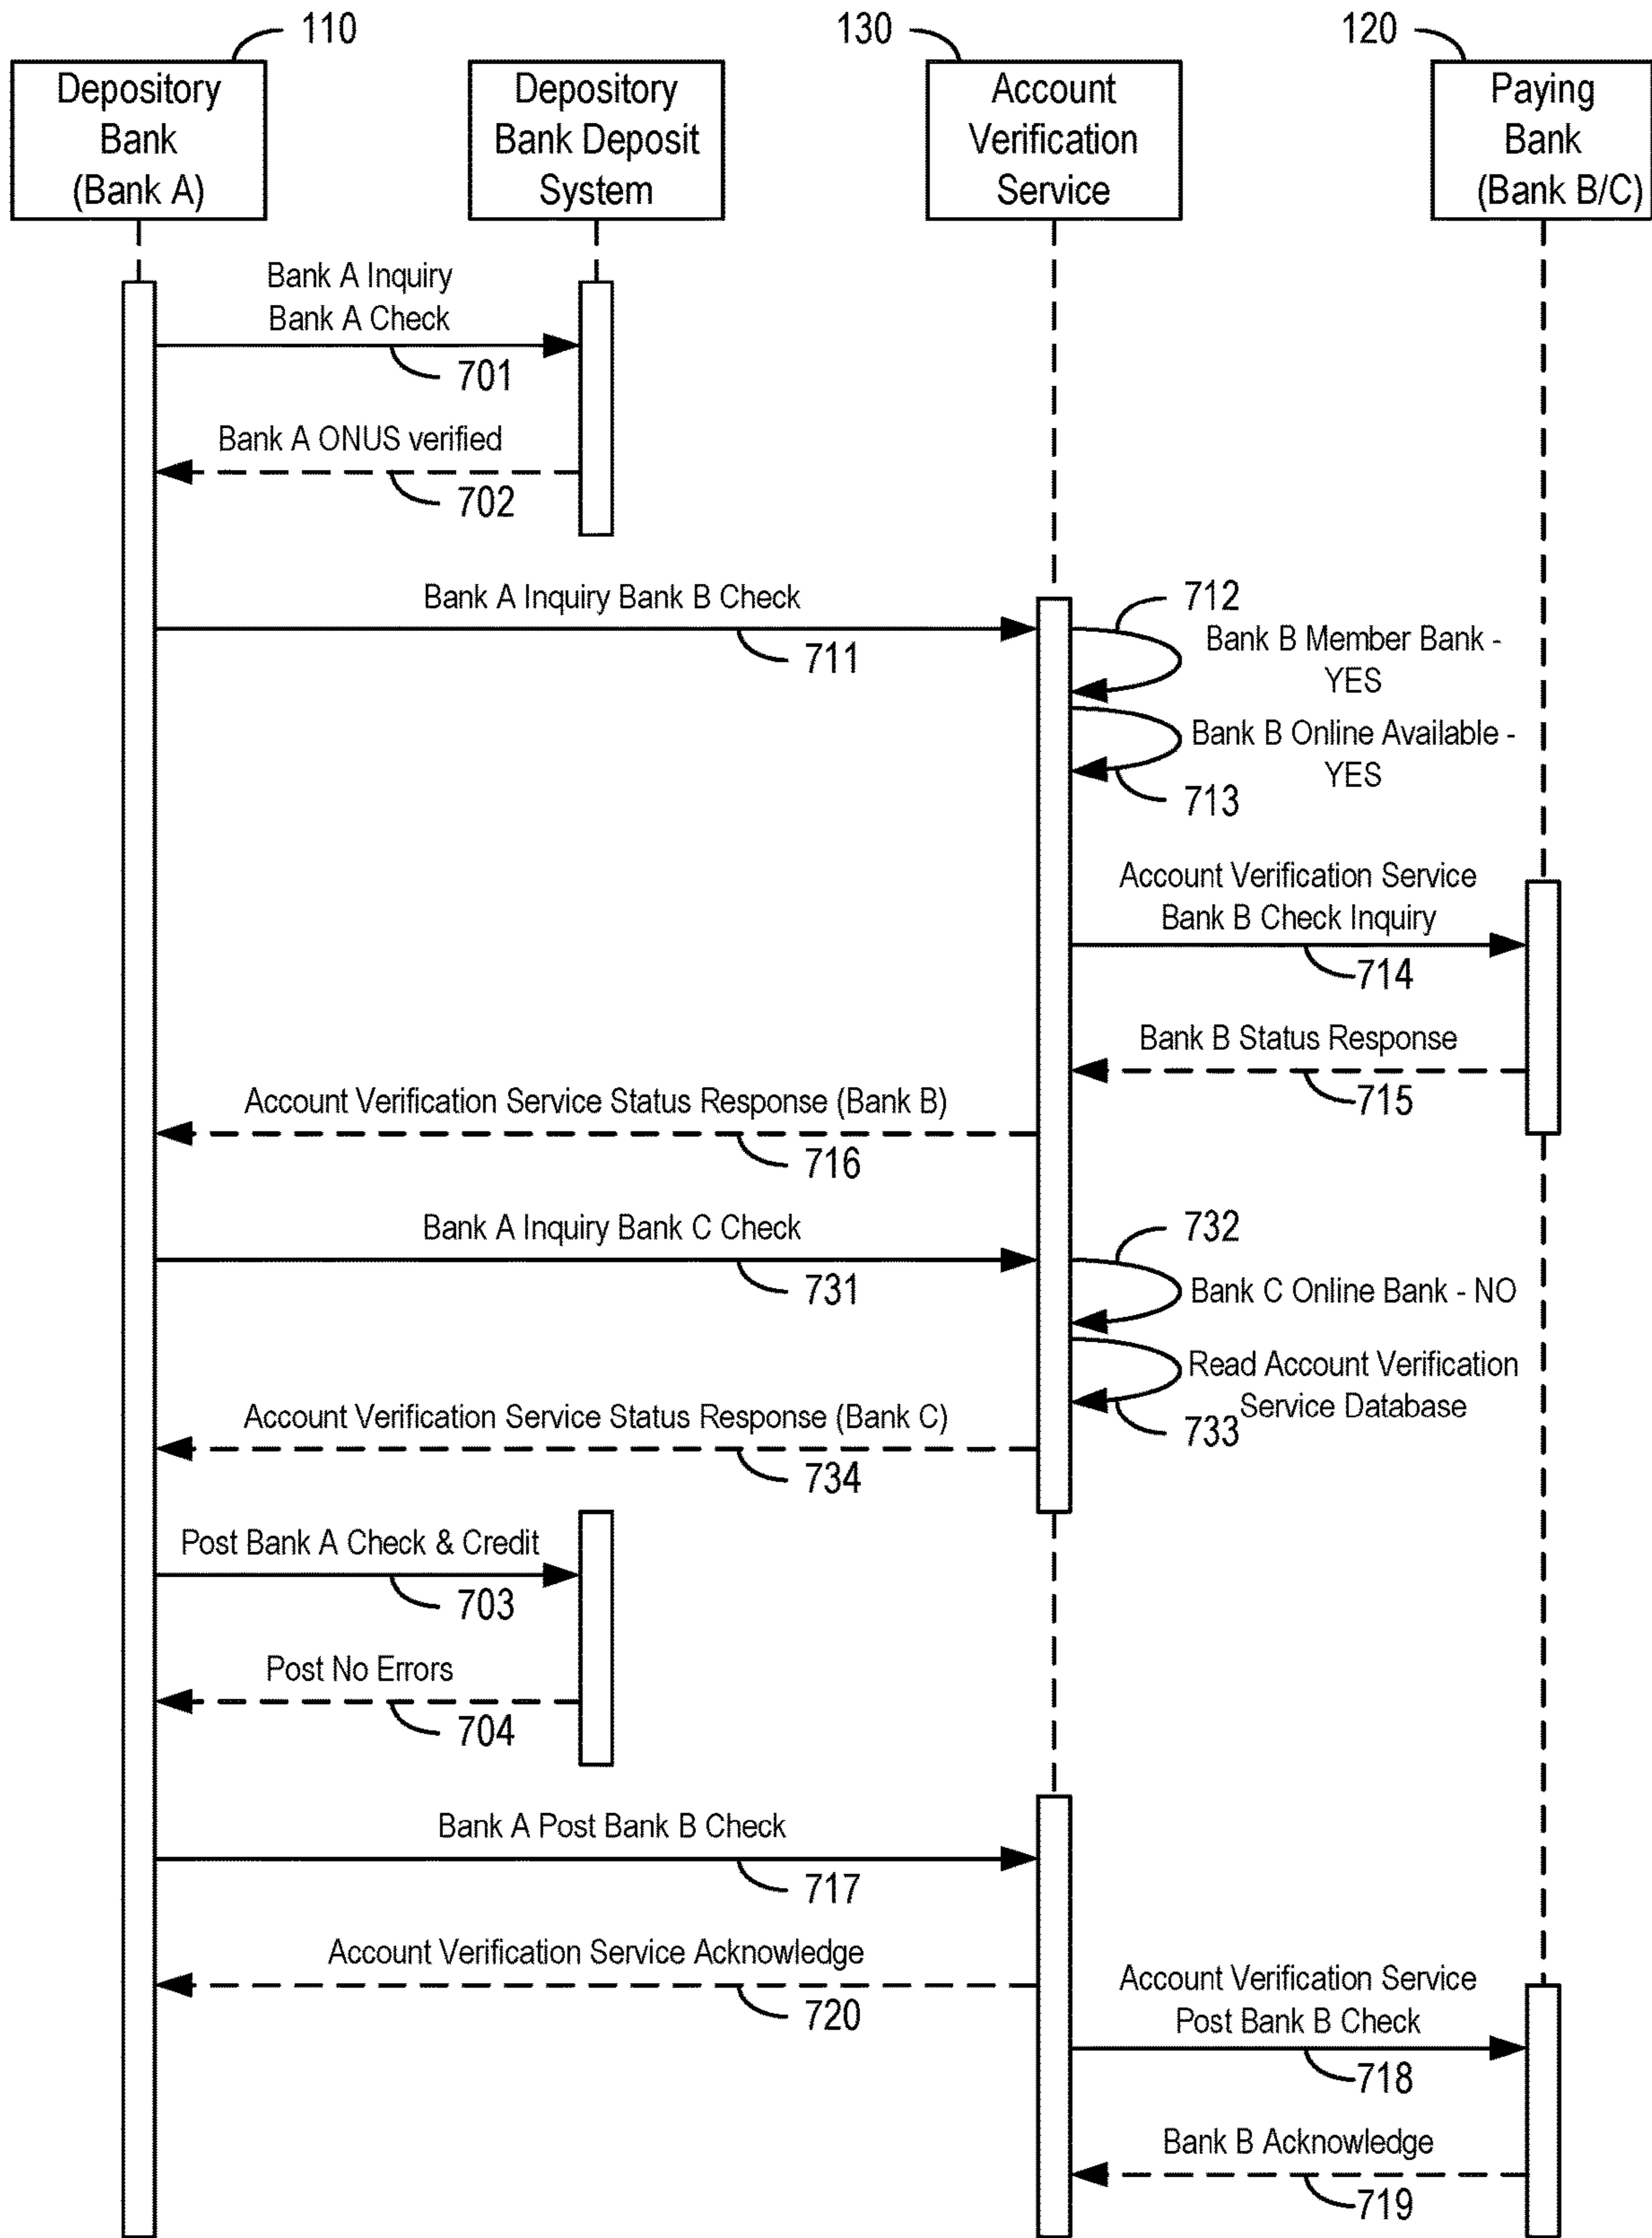 110
130
120
Depository
Bank
(Bank A)
Depository
Bank Deposit
System
Account
Verification
Service
Paying
Bank
(Bank B/C)
Bank A Inquiry
Bank A Check
701
Bank A ONUS verified
702
Bank A Inquiry Bank B Check
711
712
Bank B Member Bank -
YES
Bank B Online Available -
YES
713
Account Verification Service
Bank B Check Inquiry
714
Bank B Status Response
715
Account Verification Service Status Response (Bank B)
716
Bank A Inquiry Bank C Check
731
732
Bank C Online Bank - NO
Read Account Verification
Service Database
733
Account Verification Service Status Response (Bank C)
734
Post Bank A Check & Credit
703
Post No Errors
704
Bank A Post Bank B Check
717
Account Verification Service Acknowledge
720
Account Verification Service
Post Bank B Check
718
Bank B Acknowledge
719